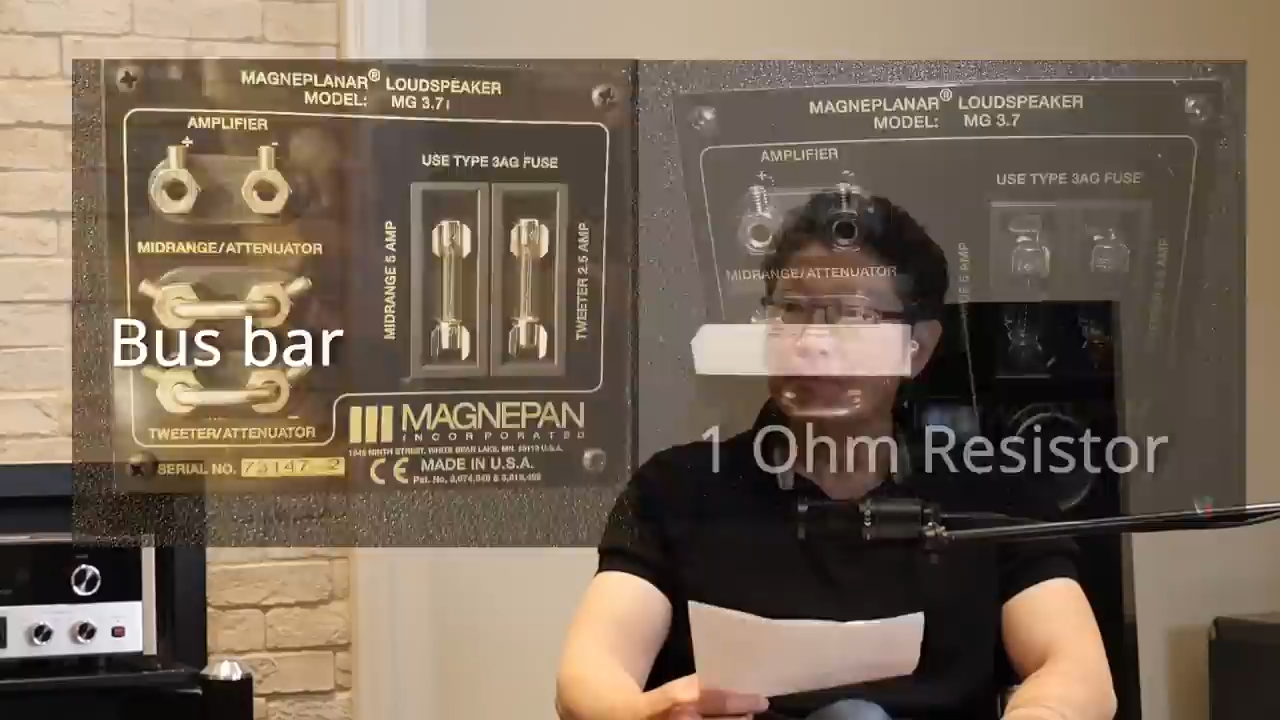 MAGNEPLANAR® LOUDSPEAKER
MODEL: MG 3.7i
AMPLIFIER
+ -
USE TYPE 3AG FUSE
MIDRANGE/ATTENUATOR
MIDRANGE 5 AMP
TWEETER 2.5 AMP
Bus bar
TWEETER/ATTENUATOR
MAGNEPAN
INCORPORATED
SERIAL NO.
CE MADE IN U.S.A.
MAGNEPLANAR® LOUDSPEAKER
MODEL: MG 3.7
AMPLIFIER
USE TYPE 3AG FUSE
MIDRANGE/ATTENUATOR
1 Ohm Resistor